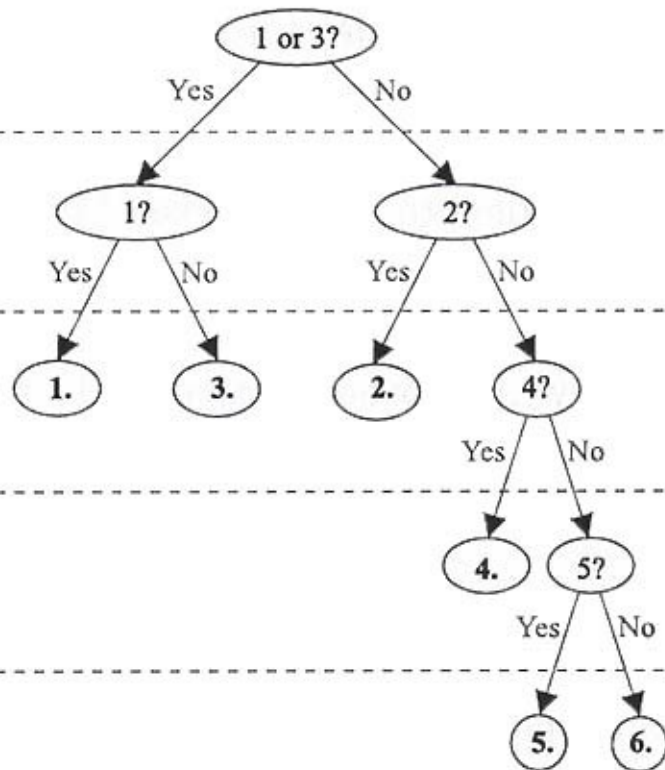 1 or 3?
Yes No
1? 2?
Yes No Yes No
1. 3. 2. 4?
Yes No
4. 5?
Yes No
5. 6.